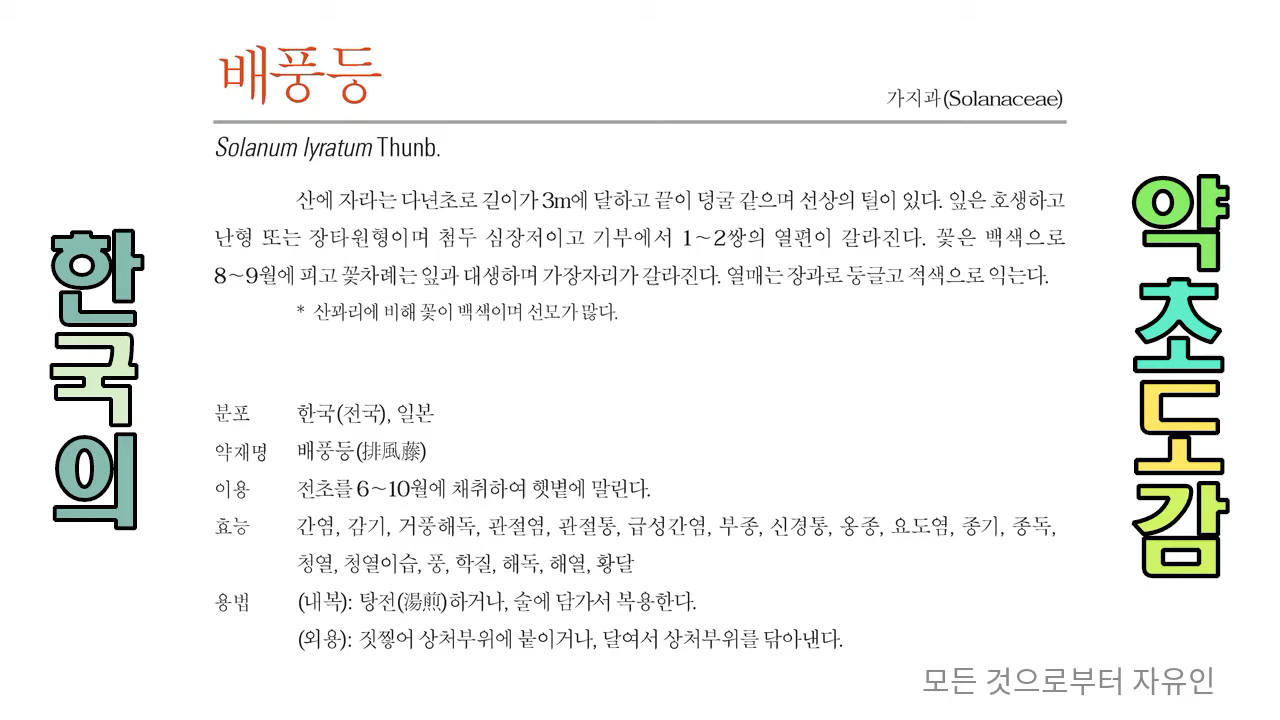 배풍등
가지과(Solanaceae)
Solanum lyratum Thunb.
산에 자라는 다년초로 길이가 3m에 달하고 끝이 덩굴 같으며 선상의 털이 있다. 잎은 호생하고
난형 또는 장타원형이며 첨두 심장저이고 기부에서 1~2쌍의 열편이 갈라진다. 꽃은 백색으로
8~9월에 피고 꽃차례는 잎과 대생하며 가장자리가 갈라진다. 열매는 장과로 둥글고 적색으로 익는다.
* 산꽈리에 비해 꽃이 백색이며 선모가 많다.
분포 한국(전국), 일본
약재명 배풍등(排風藤)
이용 전초를 6~10월에 채취하여 햇볕에 말린다.
효능 간염, 감기, 거풍해독, 관절염, 관절통, 급성간염, 부종, 신경통, 옹종, 요도염, 종기, 종독,
청열, 청열이습, 풍, 학질, 해독, 해열, 황달
용법 (내복): 탕전(湯煎)하거나, 술에 담가서 복용한다.
(외용): 짓찧어 상처부위에 붙이거나, 달여서 상처부위를 닦아낸다.
한국의
약초도감
모든 것으로부터 자유인